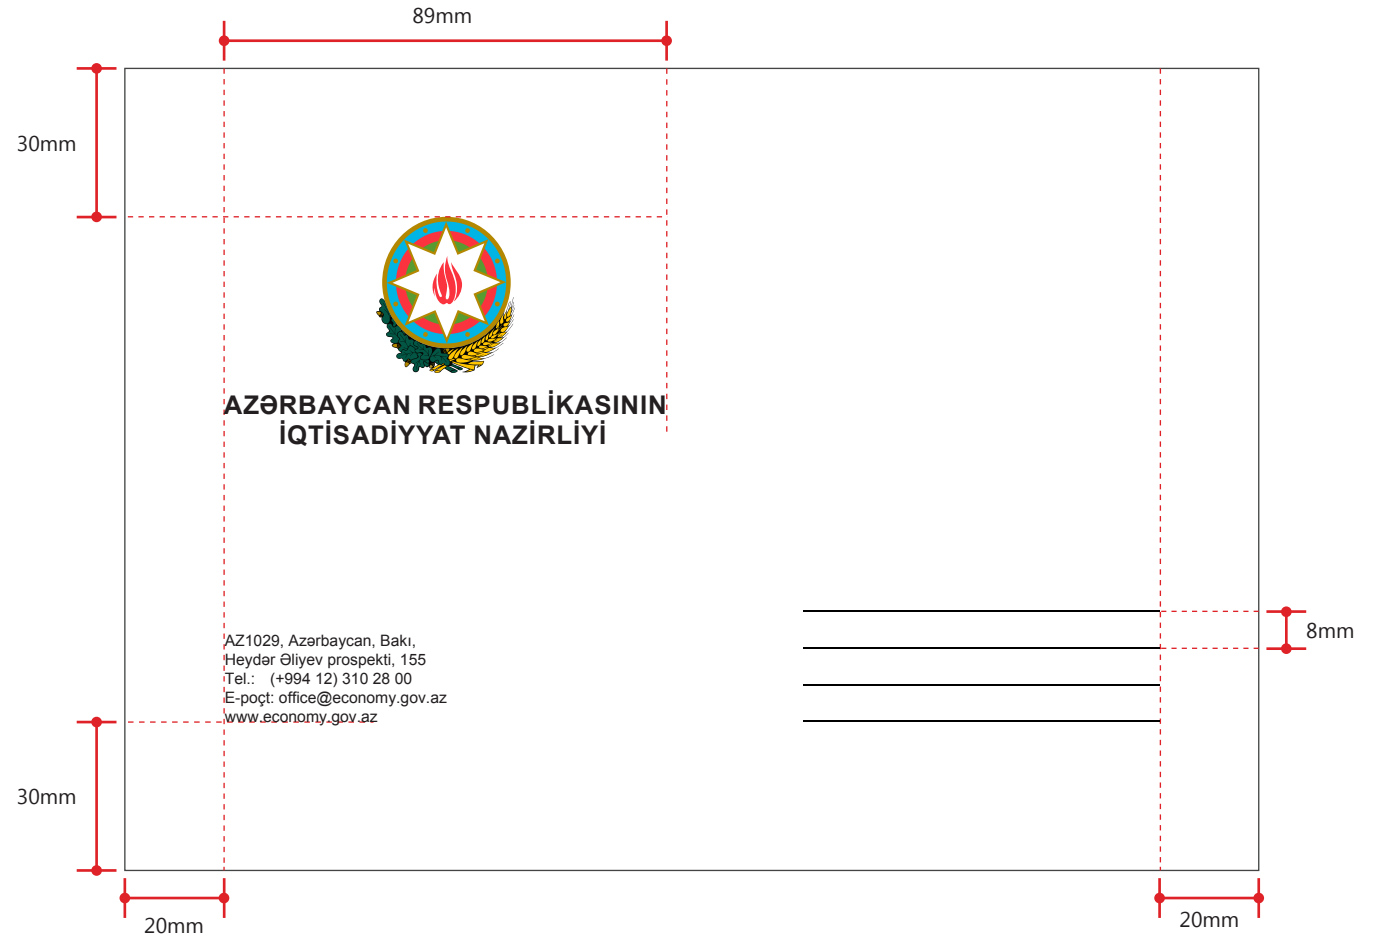 89mm
30mm
AZƏRBAYCAN RESPUBLİKASININ
İQTİSADİYYAT NAZİRLİYİ
AZ1029, Azərbaycan, Bakı,
Heydər Əliyev prospekti, 155
Tel.: (+994 12) 310 28 00
E-poçt: office@economy.gov.az
www.economy.gov.az
8mm
30mm
20mm
20mm